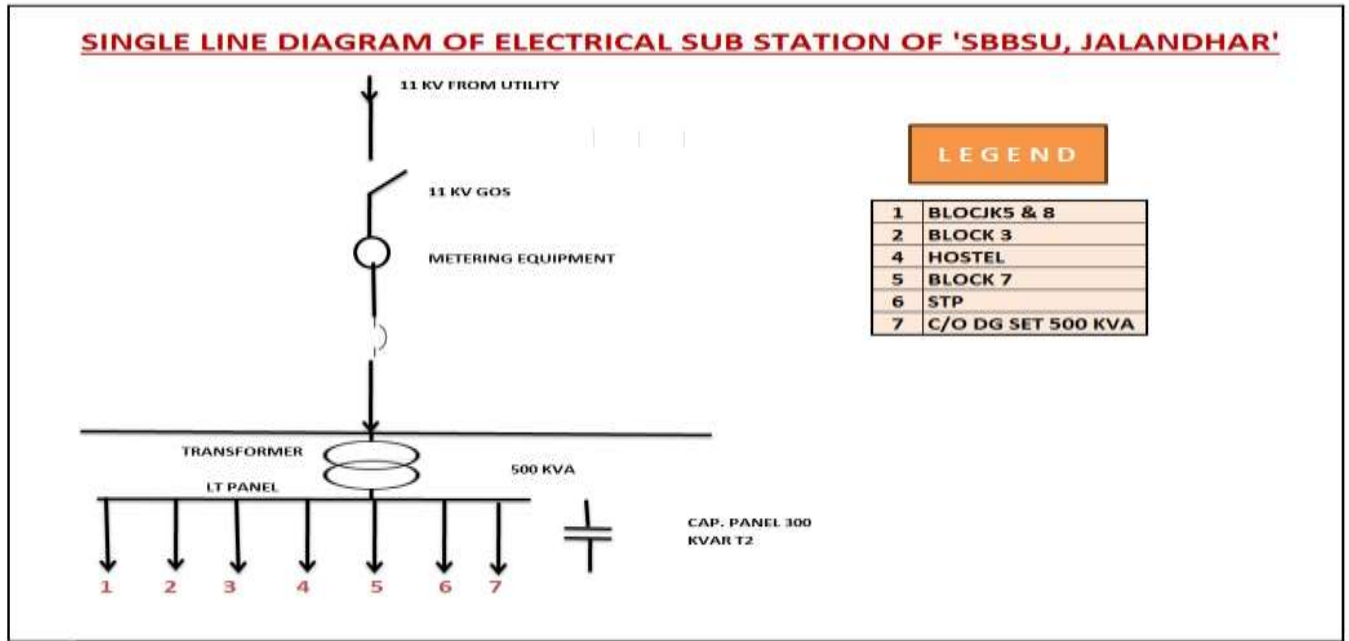 SINGLE LINE DIAGRAM OF ELECTRICAL SUB STATION OF 'SBBSU, JALANDHAR'
11 KV FROM UTILITY
LEGEND
11 KV GOS
METERING EQUIPMENT
1 BLOCJK5 & 8
2 BLOCK 3
4 HOSTEL
5 BLOCK 7
6 STP
7 C/O DG SET 500 KVA
TRANSFORMER
500 KVA
LT PANEL
CAP. PANEL 300
KVAR T2
1 2 3 4 5 6 7